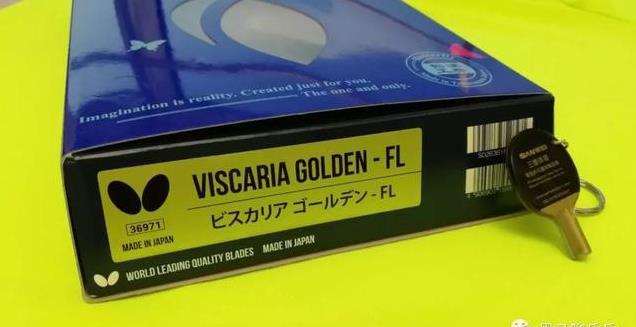 Imagination is reality. Created just for you.
The one and only.
VISCARIA GOLDEN - FL
ビスカリア ゴールデン - FL
36971
MADE IN JAPAN
WORLD LEADING QUALITY BLADES MADE IN JAPAN
SANWEI